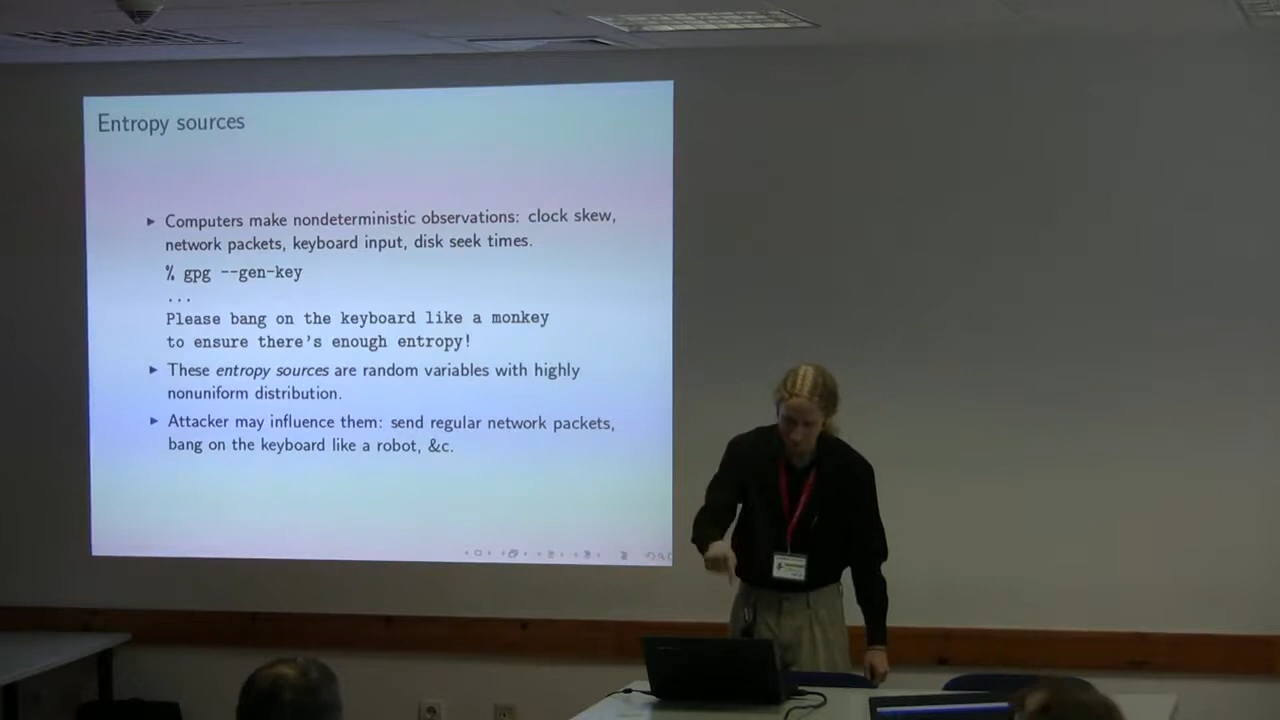 Entropy sources
▶ Computers make nondeterministic observations: clock skew,
network packets, keyboard input, disk seek times.
% gpg --gen-key
...
Please bang on the keyboard like a monkey
to ensure there's enough entropy!
▶ These entropy sources are random variables with highly
nonuniform distribution.
▶ Attacker may influence them: send regular network packets,
bang on the keyboard like a robot, &c.